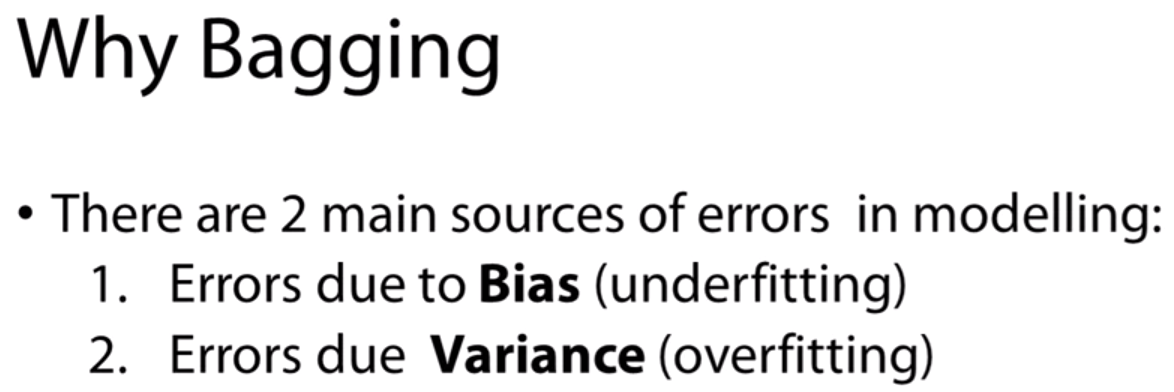 Why Bagging
• There are 2 main sources of errors  in modelling:
1. Errors due to Bias (underfitting)
2. Errors due  Variance (overfitting)